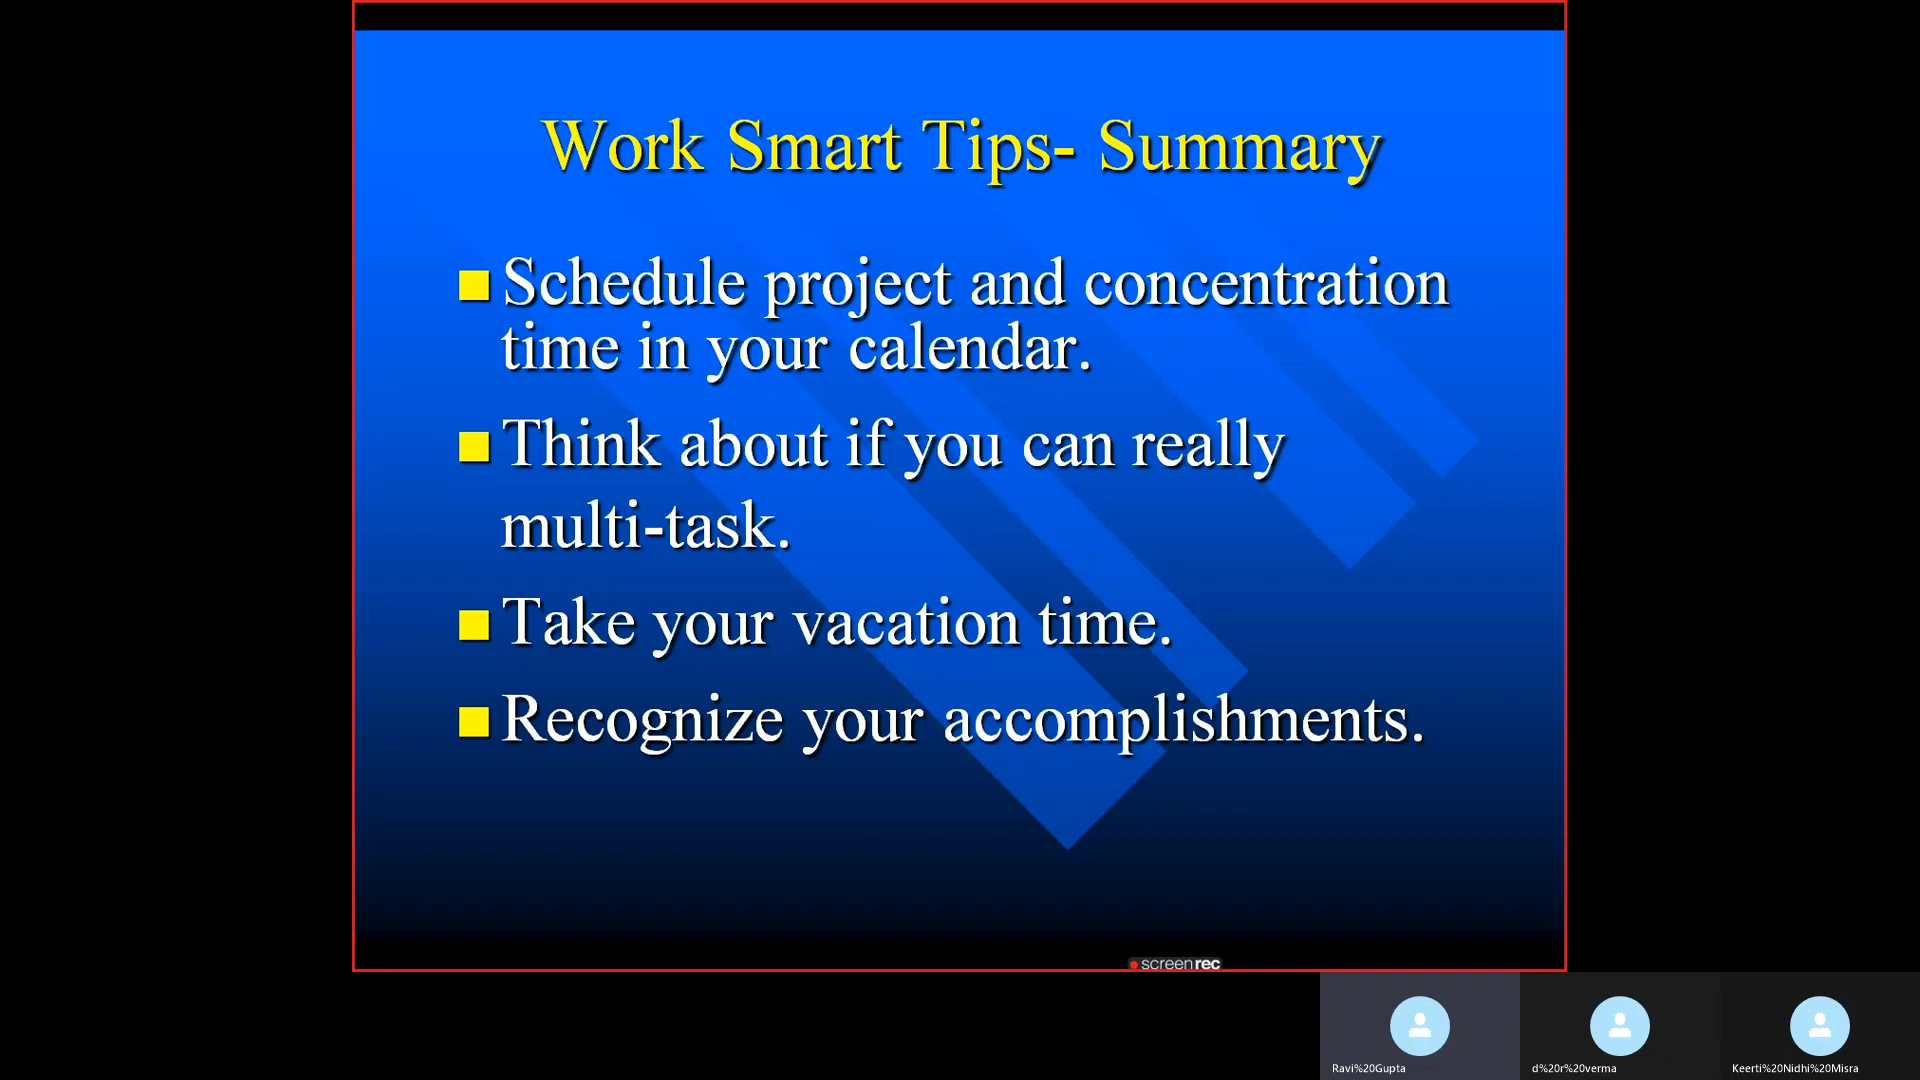 Work Smart Tips- Summary
Schedule project and concentration
time in your calendar.
Think about if you can really
multi-task.
Take your vacation time.
Recognize your accomplishments.
screenrec
Ravi%20Gupta
d%20r%20verma
Keerti%20Nidhi%20Misra